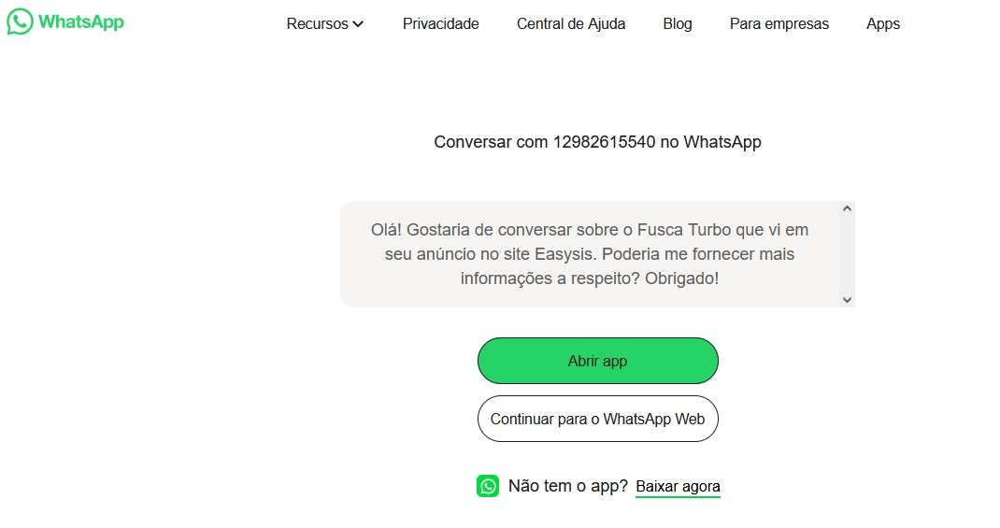 WhatsApp
Recursos Privacidade Central de Ajuda Blog Para empresas Apps
Conversar com 12982615540 no WhatsApp
Olá! Gostaria de conversar sobre o Fusca Turbo que vi em
seu anúncio no site Easysis. Poderia me fornecer mais
informações a respeito? Obrigado!
Abrir app
Continuar para o WhatsApp Web
Não tem o app? Baixar agora